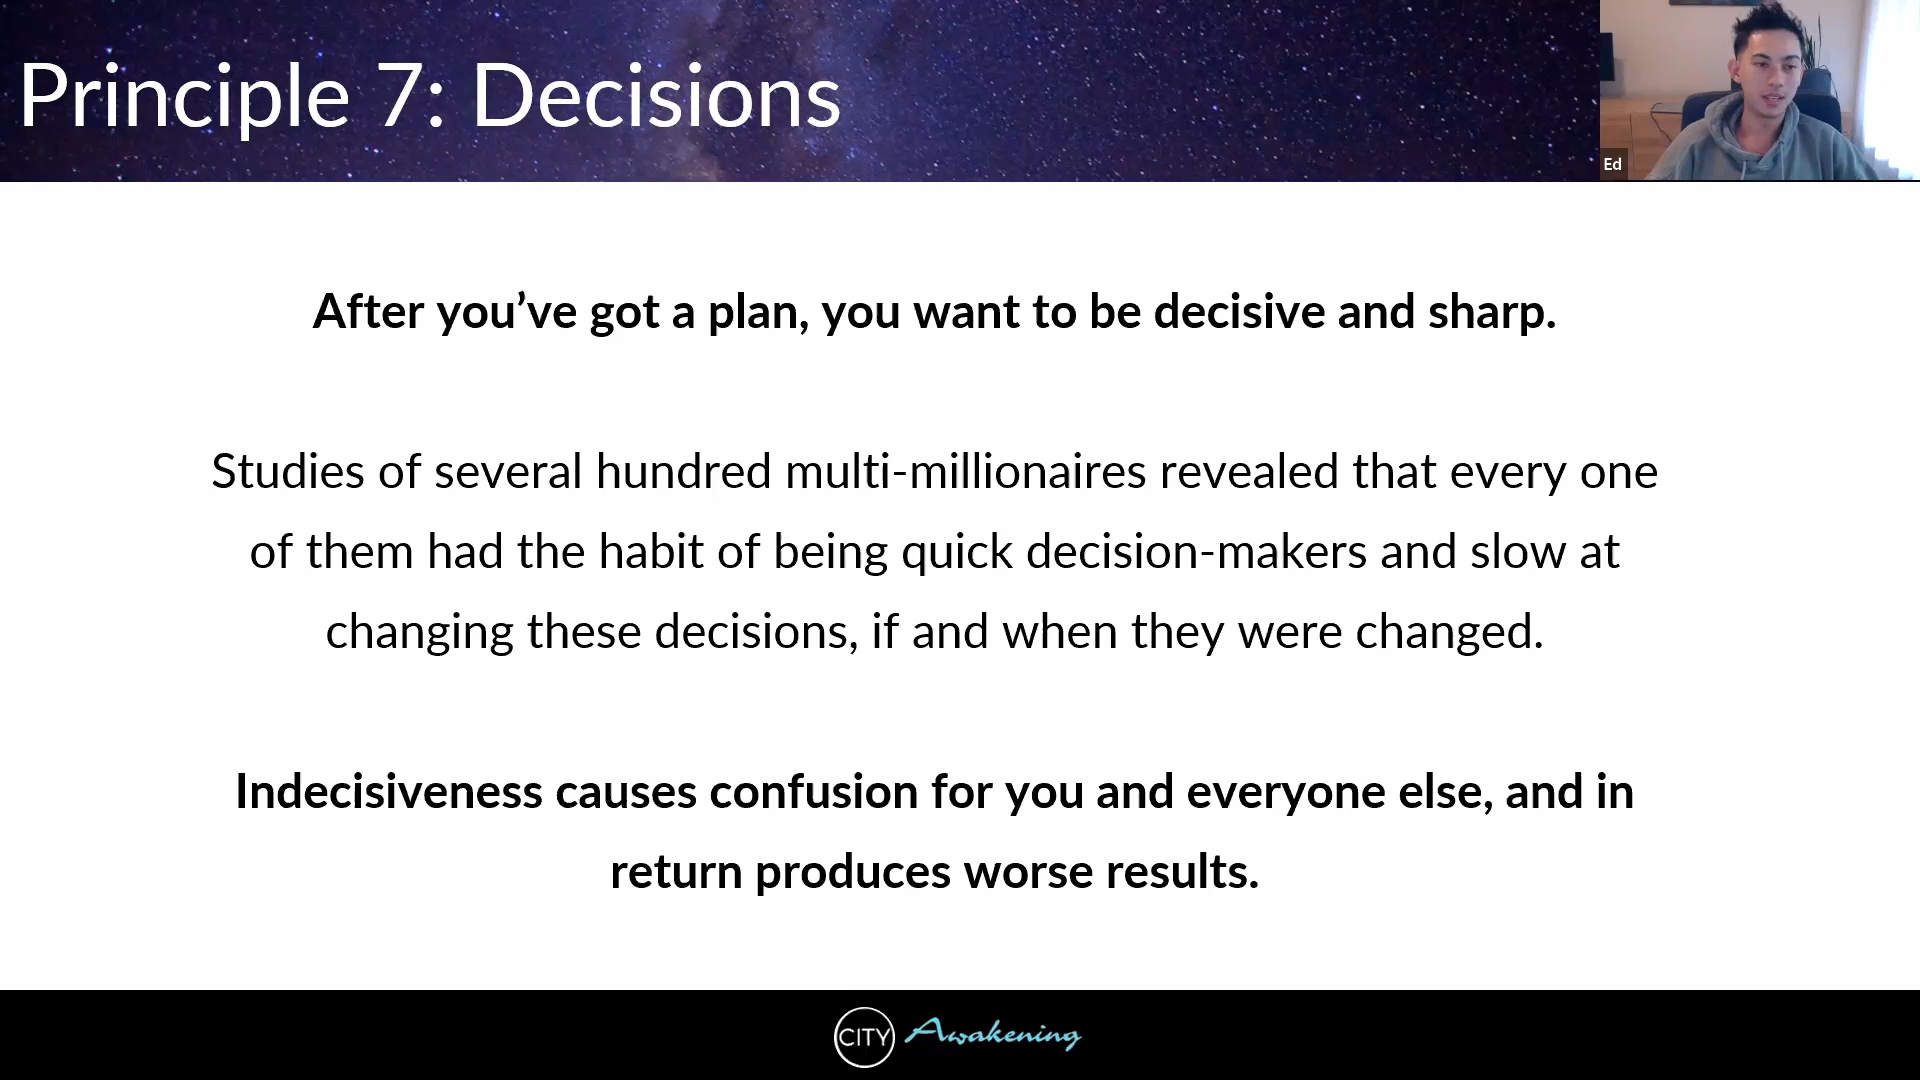 Principle 7: Decisions
Ed
After you’ve got a plan, you want to be decisive and sharp.
Studies of several hundred multi-millionaires revealed that every one
of them had the habit of being quick decision-makers and slow at
changing these decisions, if and when they were changed.
Indecisiveness causes confusion for you and everyone else, and in
return produces worse results.
CITY Awakening